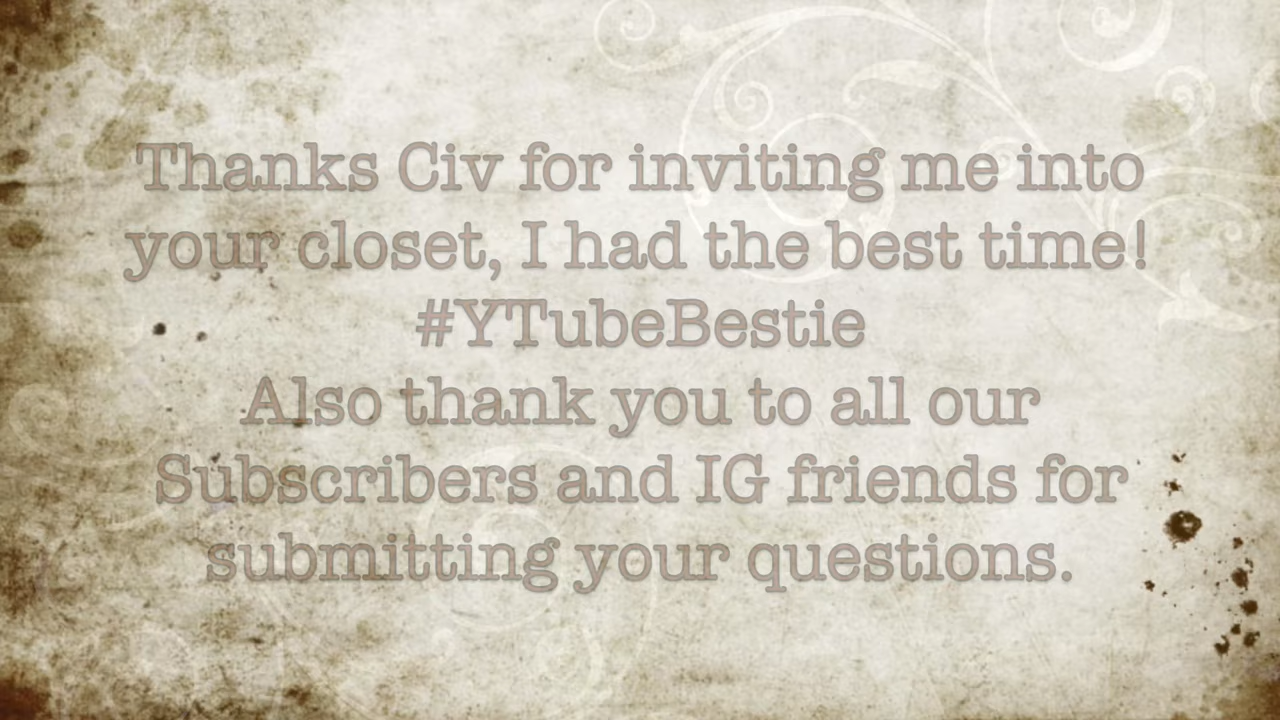 Thanks Civ for inviting me into
your closet, I had the best time!
#YTubeBestie
Also thank you to all our
Subscribers and IG friends for
submitting your questions.